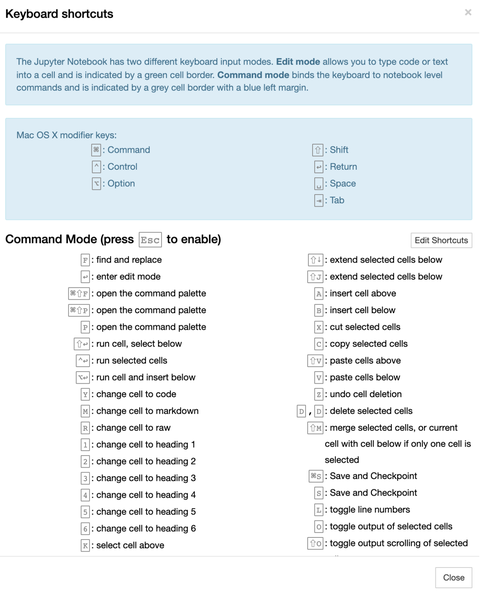 Keyboard shortcuts
×
The Jupyter Notebook has two different keyboard input modes. Edit mode allows you to type code or text
into a cell and is indicated by a green cell border. Command mode binds the keyboard to notebook level
commands and is indicated by a grey cell border with a blue left margin.
Mac OS X modifier keys:
⌘: Command
^: Control
⌥: Option
⇧: Shift
↩: Return
␣: Space
⇥: Tab
Command Mode (press Esc to enable)
Edit Shortcuts
F: find and replace
↩: enter edit mode
⌘⇧F: open the command palette
⌘⇧P: open the command palette
P: open the command palette
⇧↩: run cell, select below
^↩: run selected cells
⌥↩: run cell and insert below
Y: change cell to code
M: change cell to markdown
R: change cell to raw
1: change cell to heading 1
2: change cell to heading 2
3: change cell to heading 3
4: change cell to heading 4
5: change cell to heading 5
6: change cell to heading 6
K: select cell above
⇧↓: extend selected cells below
⇧J: extend selected cells below
A: insert cell above
B: insert cell below
X: cut selected cells
C: copy selected cells
⇧V: paste cells above
V: paste cells below
Z: undo cell deletion
D, D: delete selected cells
⇧M: merge selected cells, or current
cell with cell below if only one cell is
selected
⌘S: Save and Checkpoint
S: Save and Checkpoint
L: toggle line numbers
O: toggle output of selected cells
⇧O: toggle output scrolling of selected
Close